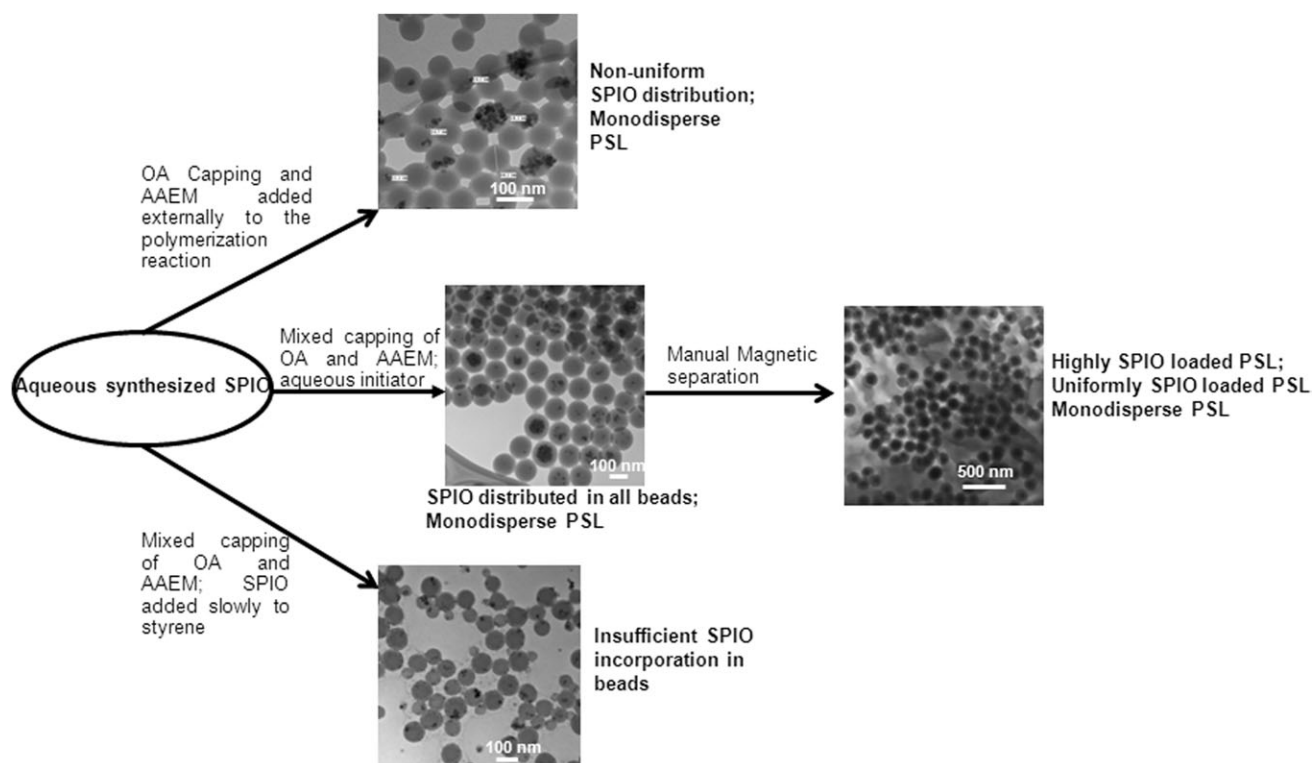 Non-uniform
SPIO distribution;
Monodisperse
PSL
100 nm
OA Capping and
AAEM added
externally to the
polymerization
reaction
Aqueous synthesized SPIO
Mixed capping of
OA and AAEM;
aqueous initiator
100 nm
SPIO distributed in all beads;
Monodisperse PSL
Manual Magnetic
separation
500 nm
Highly SPIO loaded PSL;
Uniformly SPIO loaded PSL
Monodisperse PSL
Mixed capping
of OA and
AAEM; SPIO
added slowly to
styrene
100 nm
Insufficient SPIO
incorporation in
beads